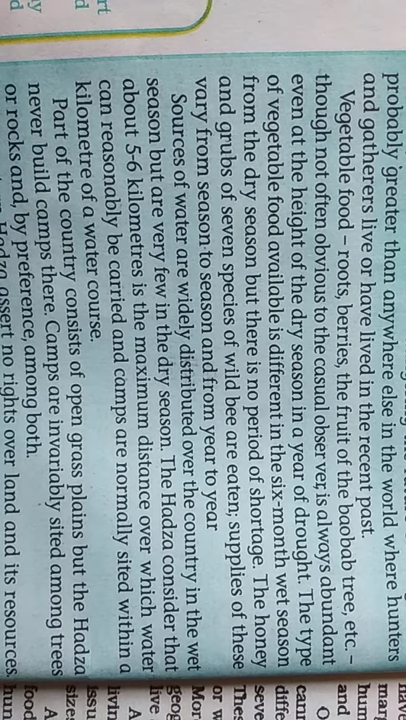 probably greater than anywhere else in the world where hunters
and gatherers live or have lived in the recent past.
Vegetable food – roots, berries, the fruit of the baobab tree, etc. –
though not often obvious to the casual observer, is always abundant
even at the height of the dry season in a year of drought. The type
of vegetable food available is different in the six-month wet season
from the dry season but there is no period of shortage. The honey
and grubs of seven species of wild bee are eaten; supplies of these
vary from season to season and from year to year
Sources of water are widely distributed over the country in the wet
season but are very few in the dry season. The Hadza consider that
about 5-6 kilometres is the maximum distance over which water
can reasonably be carried and camps are normally sited within a
kilometre of a water course.
Part of the country consists of open grass plains but the Hadza
never build camps there. Camps are invariably sited among trees
or rocks and, by preference, among both.
Hadza assert no rights over land and its resources.